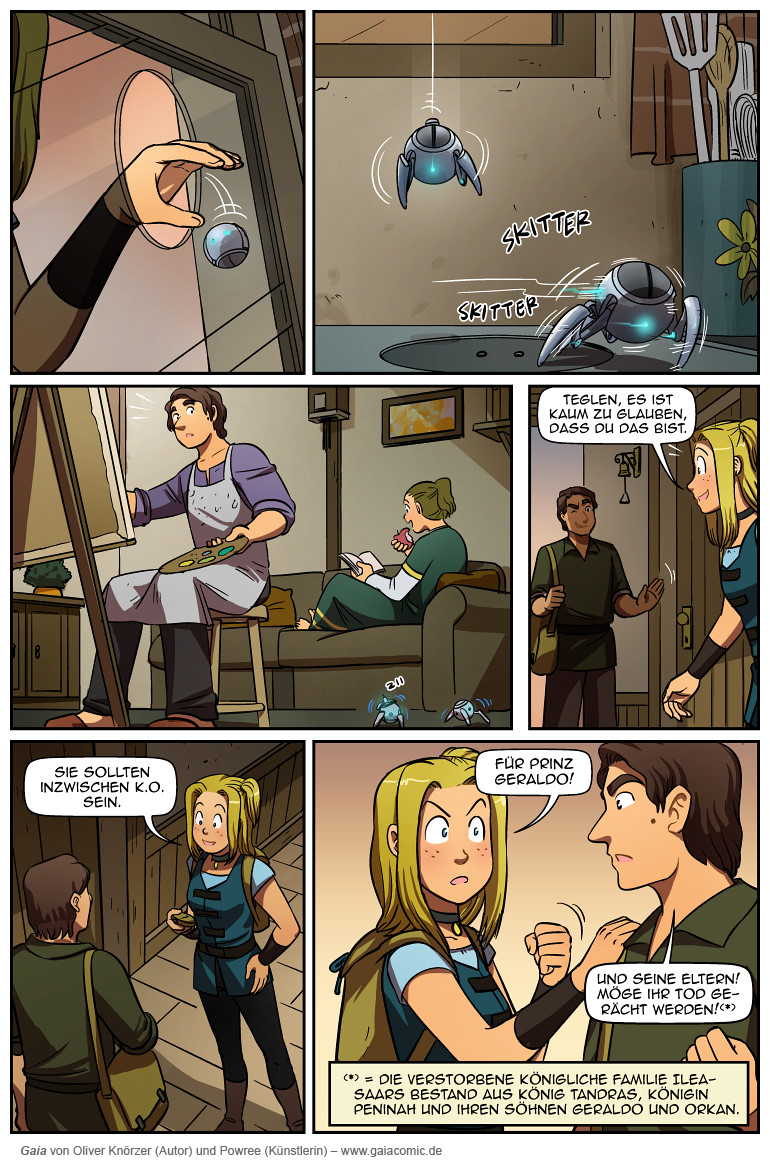 SKITTER
SKITTER
ZII
TEGLEN, ES IST
KAUM ZU GLAUBEN,
DASS DU DAS BIST.
SIE SOLLTEN
INZWISCHEN K.O.
SEIN.
FÜR PRINZ
GERALDO!
UND SEINE ELTERN!
MÖGE IHR TOD GE-
RÄCHT WERDEN!(*)
(*) = DIE VERSTORBENE KÖNIGLICHE FAMILIE ILEA-
SAARS BESTAND AUS KÖNIG TANDRAS, KÖNIGIN
PENINAH UND IHREN SÖHNEN GERALDO UND ORKAN.
Gaia von Oliver Knörzer (Autor) und Powree (Künstlerin) – www.gaiacomic.de